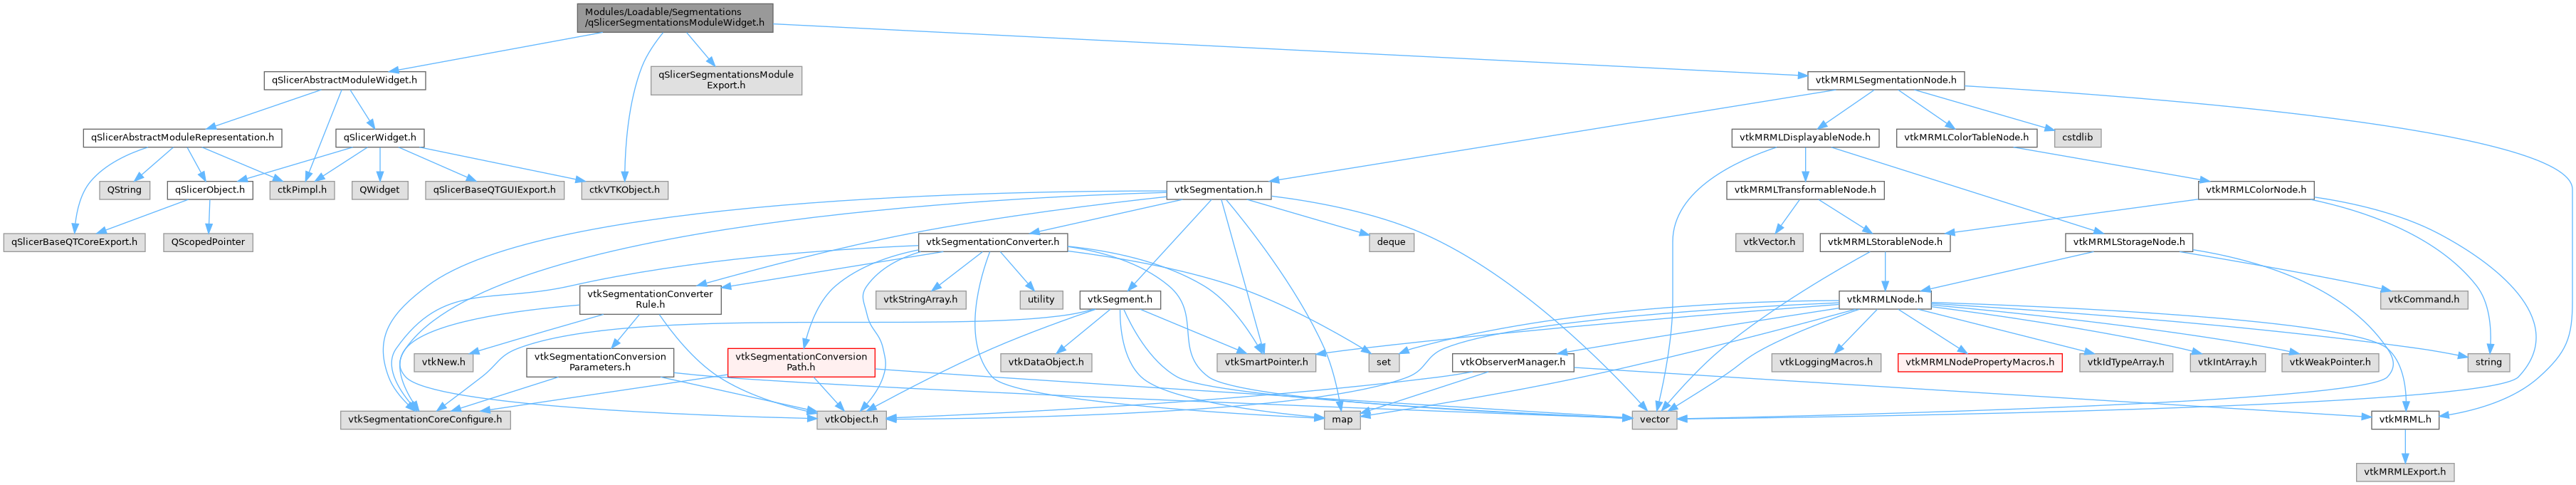 Modules/Loadable/Segmentations
/qSlicerSegmentationsModuleWidget.h
qSlicerAbstractModuleWidget.h
qSlicerSegmentationsModule
Export.h
vtkMRMLSegmentationNode.h
qSlicerAbstractModuleRepresentation.h
qSlicerWidget.h
vtkMRMLDisplayableNode.h
vtkMRMLColorTableNode.h
cstdlib
QString
qSlicerObject.h
ctkPimpl.h
QWidget
qSlicerBaseQTGUIExport.h
ctkVTKObject.h
vtkSegmentation.h
vtkMRMLTransformableNode.h
vtkMRMLColorNode.h
qSlicerBaseQTCoreExport.h
QScopedPointer
vtkSegmentationConverter.h
deque
vtkVector.h
vtkMRMLStorableNode.h
vtkMRMLStorageNode.h
vtkSegmentationConverter
Rule.h
vtkStringArray.h
utility
vtkSegment.h
vtkMRMLNode.h
vtkCommand.h
vtkNew.h
vtkSegmentationConversion
Parameters.h
vtkSegmentationConversion
Path.h
vtkDataObject.h
vtkSmartPointer.h
set
vtkObserverManager.h
vtkLoggingMacros.h
vtkMRMLNodePropertyMacros.h
vtkIdTypeArray.h
vtkIntArray.h
vtkWeakPointer.h
string
vtkSegmentationCoreConfigure.h
vtkObject.h
map
vector
vtkMRML.h
vtkMRMLExport.h